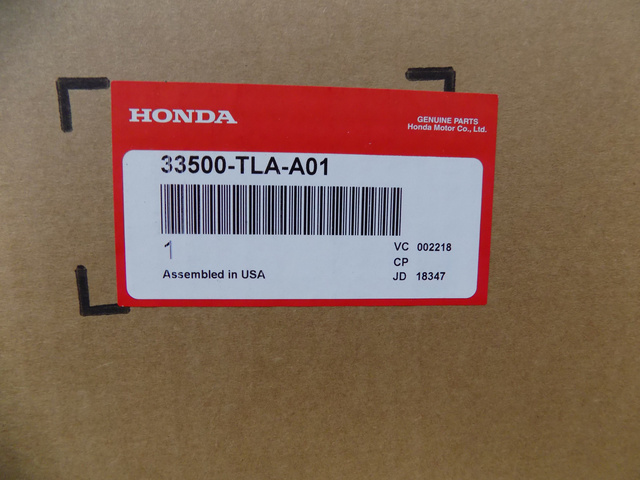 HONDA
GENUINE PARTS
Honda Motor Co., Ltd.
33500-TLA-A01
1
VC 002218
CP
Assembled in USA
JD 18347